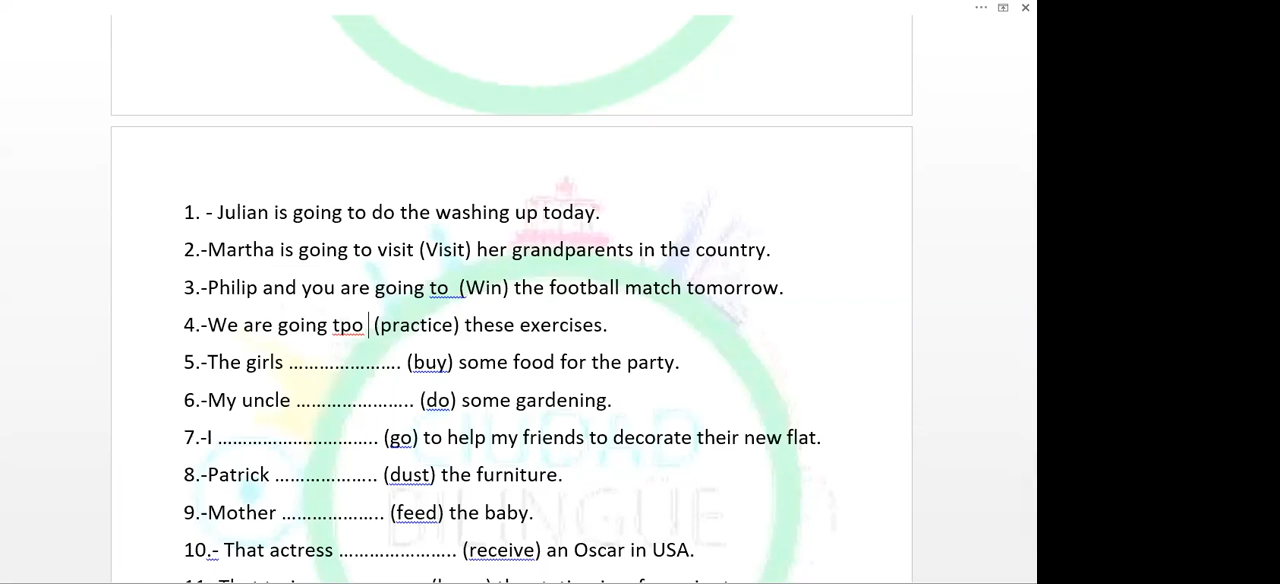 1. - Julian is going to do the washing up today.
2.-Martha is going to visit (Visit) her grandparents in the country.
3.-Philip and you are going to  (Win) the football match tomorrow.
4.-We are going tpo (practice) these exercises.
5.-The girls …………………. (buy) some food for the party.
6.-My uncle ………………….. (do) some gardening.
7.-I ………………………….. (go) to help my friends to decorate their new flat.
8.-Patrick ……………….. (dust) the furniture.
9.-Mother ……………….. (feed) the baby.
10.- That actress ………………….. (receive) an Oscar in USA.
CIUDAD
BILINGÜE